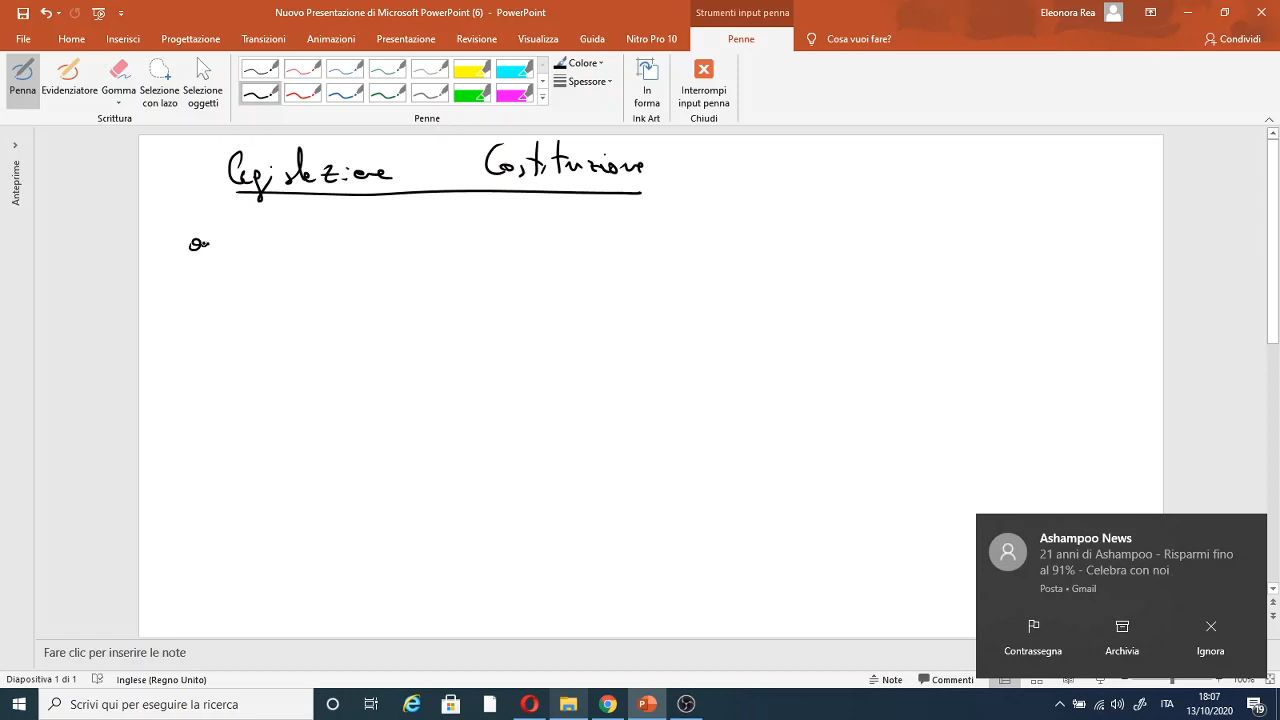 Nuovo Presentazione di Microsoft PowerPoint (6) - PowerPoint
Strumenti input penna
Eleonora Rea
File Home Inserisci Progettazione Transizioni Animazioni Presentazione Revisione Visualizza Guida Nitro Pro 10 Penne Cosa vuoi fare? Condividi
Penna Evidenziatore Gomma Selezione con lazo Selezione oggetti
Colore
Spessore
In forma
Interrompi input penna
Scrittura Penne Ink Art Chiudi
Anteprime
Legislazione Costituzione
Ashampoo News
21 anni di Ashampoo - Risparmi fino
al 91% - Celebra con noi
Posta • Gmail
Contrassegna Archivia Ignora
Fare clic per inserire le note
Diapositiva 1 di 1 Inglese (Regno Unito) Note Commenti 100%
Scrivi qui per eseguire la ricerca
ITA
18:07
13/10/2020
19